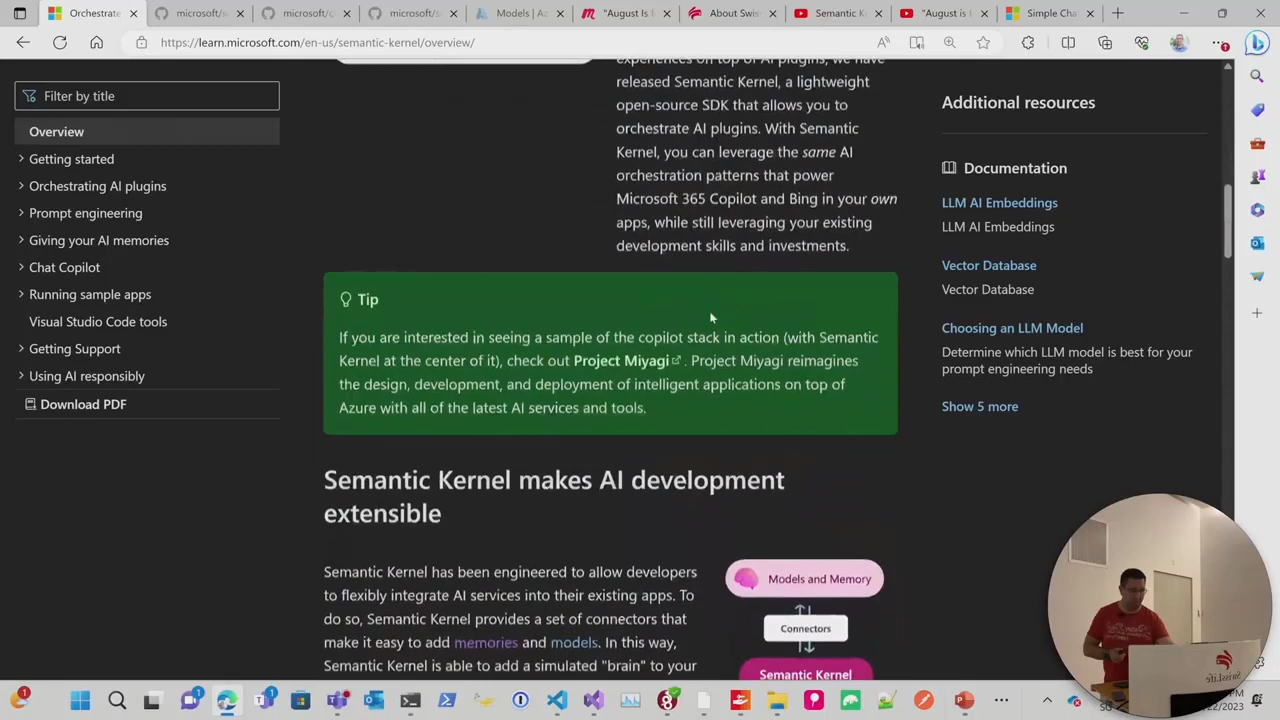 Orchestrate
microsoft/s
microsoft/
microsoft/s
Models | Az
"August Is
About Swis
Semantic K
"August is
Simple Cha
https://learn.microsoft.com/en-us/semantic-kernel/overview/
Filter by title
Overview
Getting started
Orchestrating AI plugins
Prompt engineering
Giving your AI memories
Chat Copilot
Running sample apps
Visual Studio Code tools
Getting Support
Using AI responsibly
Download PDF
experiences on top of AI plugins, we have
released Semantic Kernel, a lightweight
open-source SDK that allows you to
orchestrate AI plugins. With Semantic
Kernel, you can leverage the same AI
orchestration patterns that power
Microsoft 365 Copilot and Bing in your own
apps, while still leveraging your existing
development skills and investments.
Tip
If you are interested in seeing a sample of the copilot stack in action (with Semantic
Kernel at the center of it), check out Project Miyagi . Project Miyagi reimagines
the design, development, and deployment of intelligent applications on top of
Azure with all of the latest AI services and tools.
Semantic Kernel makes AI development
extensible
Semantic Kernel has been engineered to allow developers
to flexibly integrate AI services into their existing apps. To
do so, Semantic Kernel provides a set of connectors
that make it easy to add memories and models. In this way,
Semantic Kernel is able to add a simulated "brain" to your
Models and Memory
Connectors
Semantic Kernel
Additional resources
Documentation
LLM AI Embeddings
LLM AI Embeddings
Vector Database
Vector Database
Choosing an LLM Model
Determine which LLM model is best for your
prompt engineering needs
Show 5 more
SwissLife